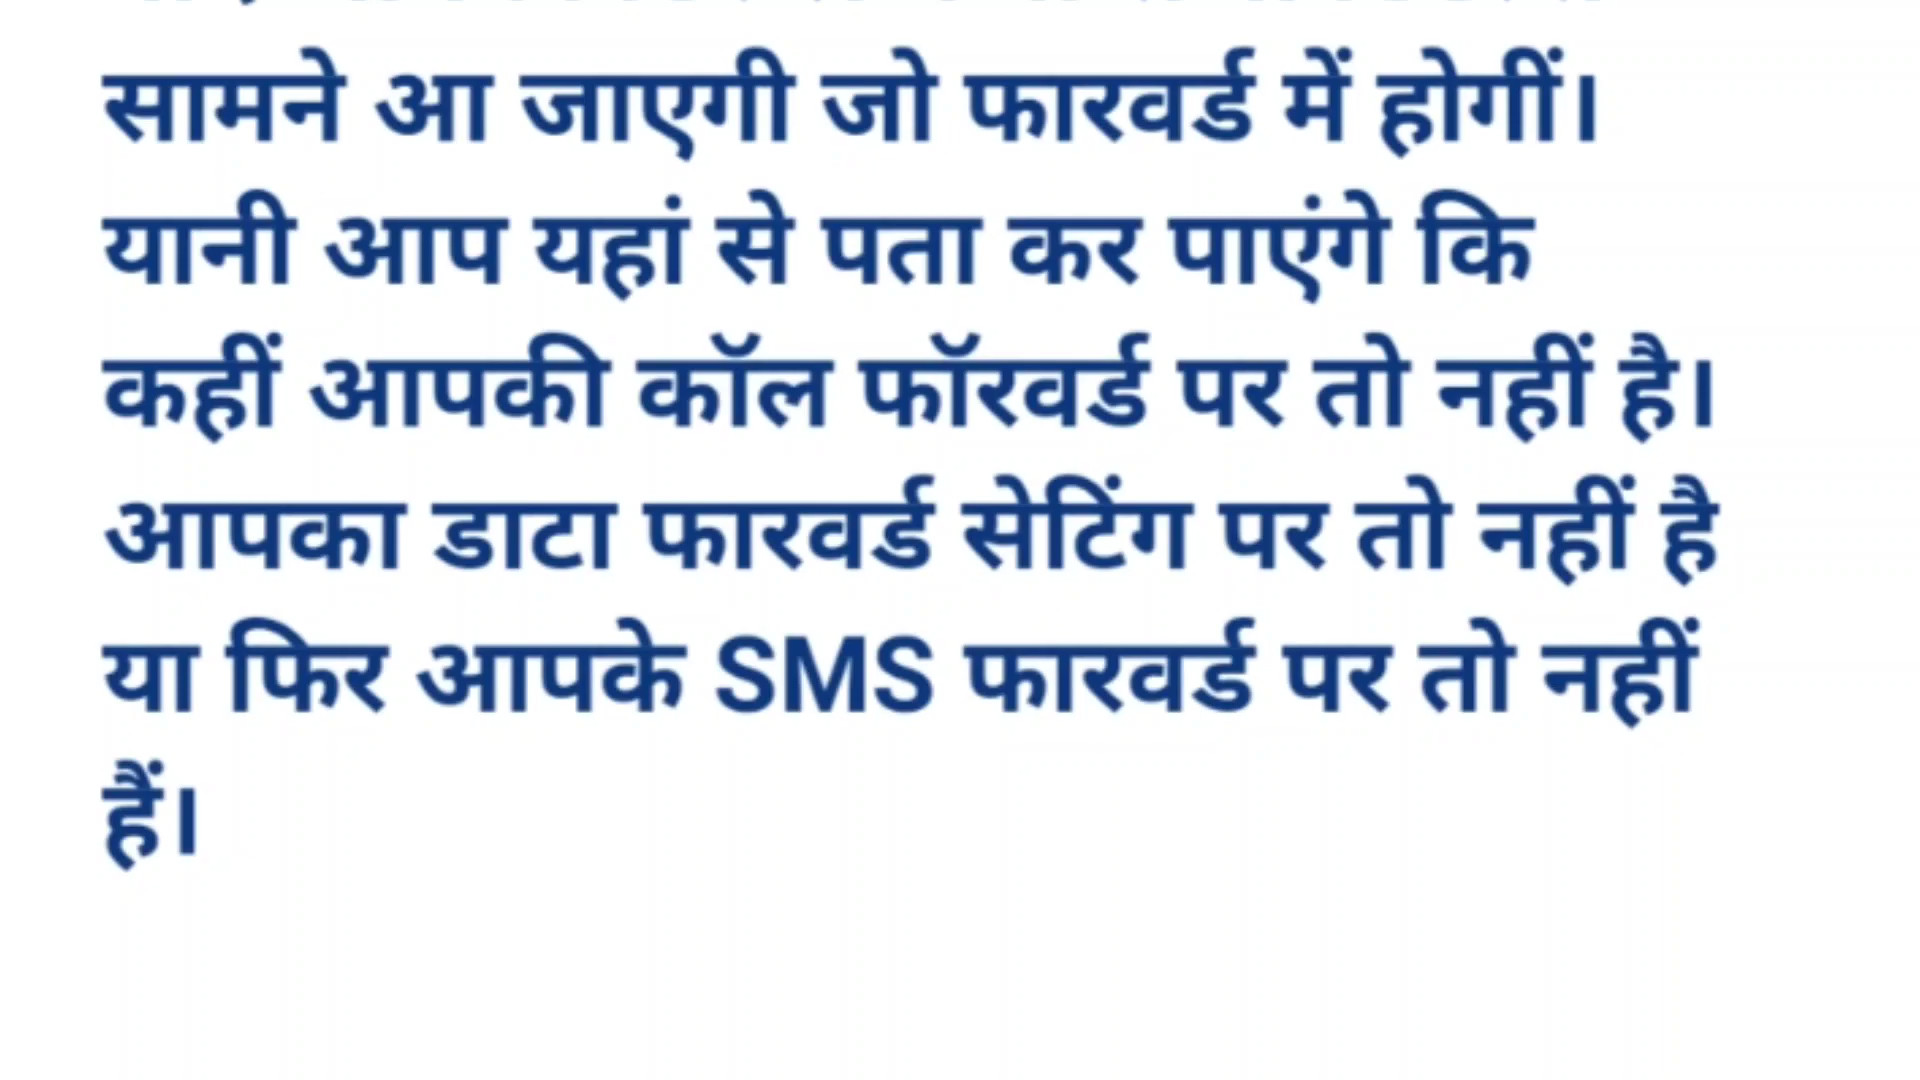 सामने आ जाएगी जो फारवर्ड में होगीं।
यानी आप यहां से पता कर पाएंगे कि
कहीं आपकी कॉल फॉरवर्ड पर तो नहीं है।
आपका डाटा फारवर्ड सेटिंग पर तो नहीं है
या फिर आपके SMS फारवर्ड पर तो नहीं
हैं।